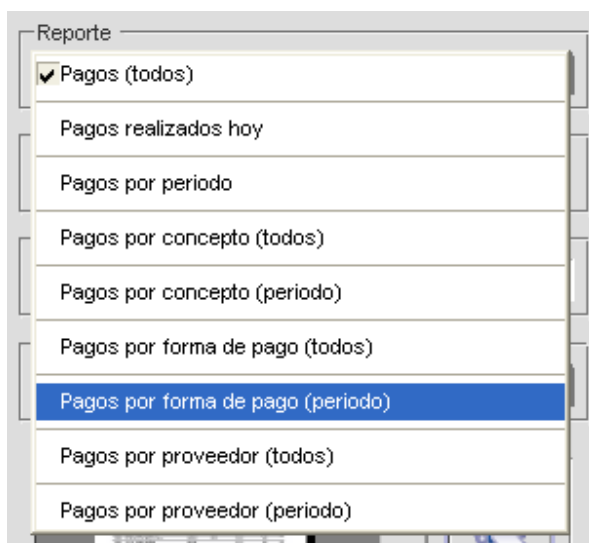 Reporte
Pagos (todos)
Pagos realizados hoy
Pagos por periodo
Pagos por concepto (todos)
Pagos por concepto (periodo)
Pagos por forma de pago (todos)
Pagos por forma de pago (periodo)
Pagos por proveedor (todos)
Pagos por proveedor (periodo)